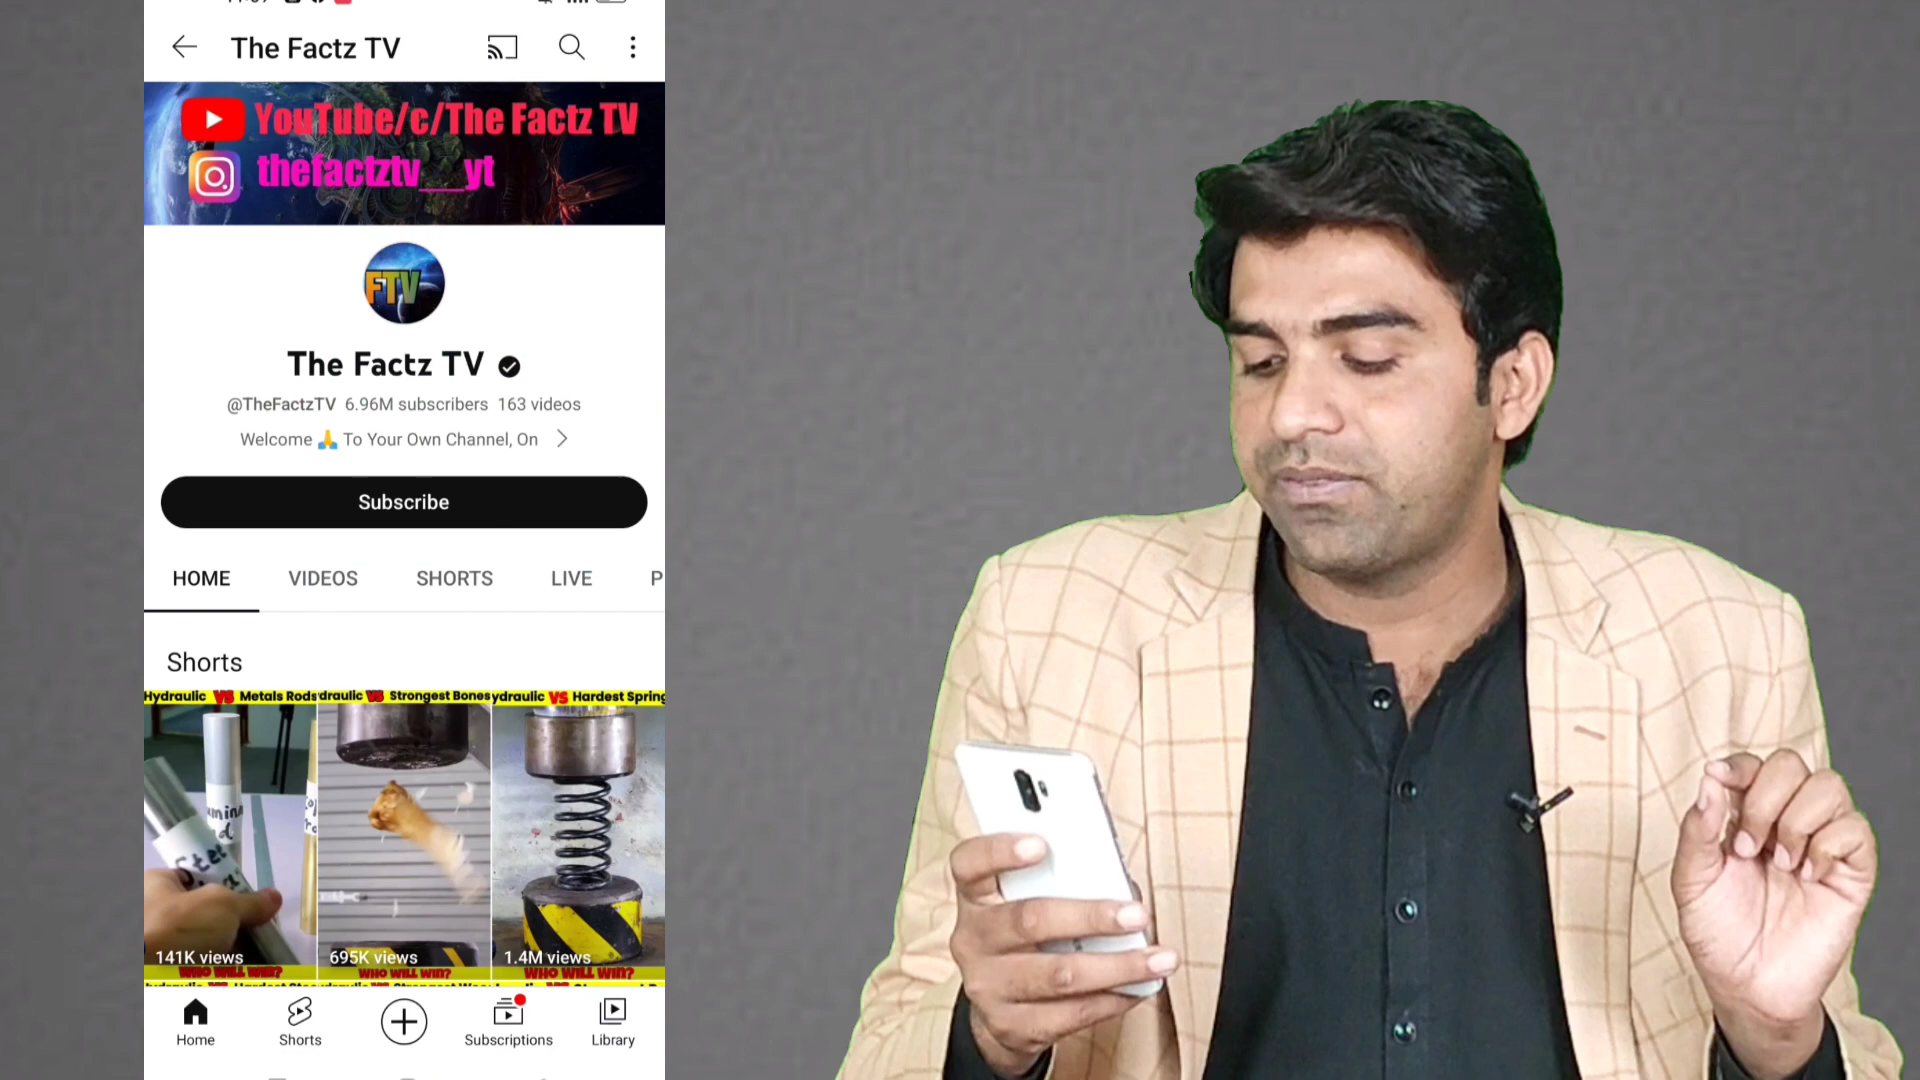 The Factz TV
YouTube/c/The Factz TV
thefactztv__yt
FTV
The Factz TV
@TheFactzTV 6.96M subscribers 163 videos
Welcome 🙏 To Your Own Channel, On
Subscribe
HOME VIDEOS SHORTS LIVE P
Shorts
Hydraulic VS Metals Rods
draulic VS Strongest Bones
ydraulic VS Hardest Spring
141K views
695K views
1.4M views
WHO WILL WIN?
WHO WILL WIN?
WHO WILL WIN?
Home
Shorts
Subscriptions
Library